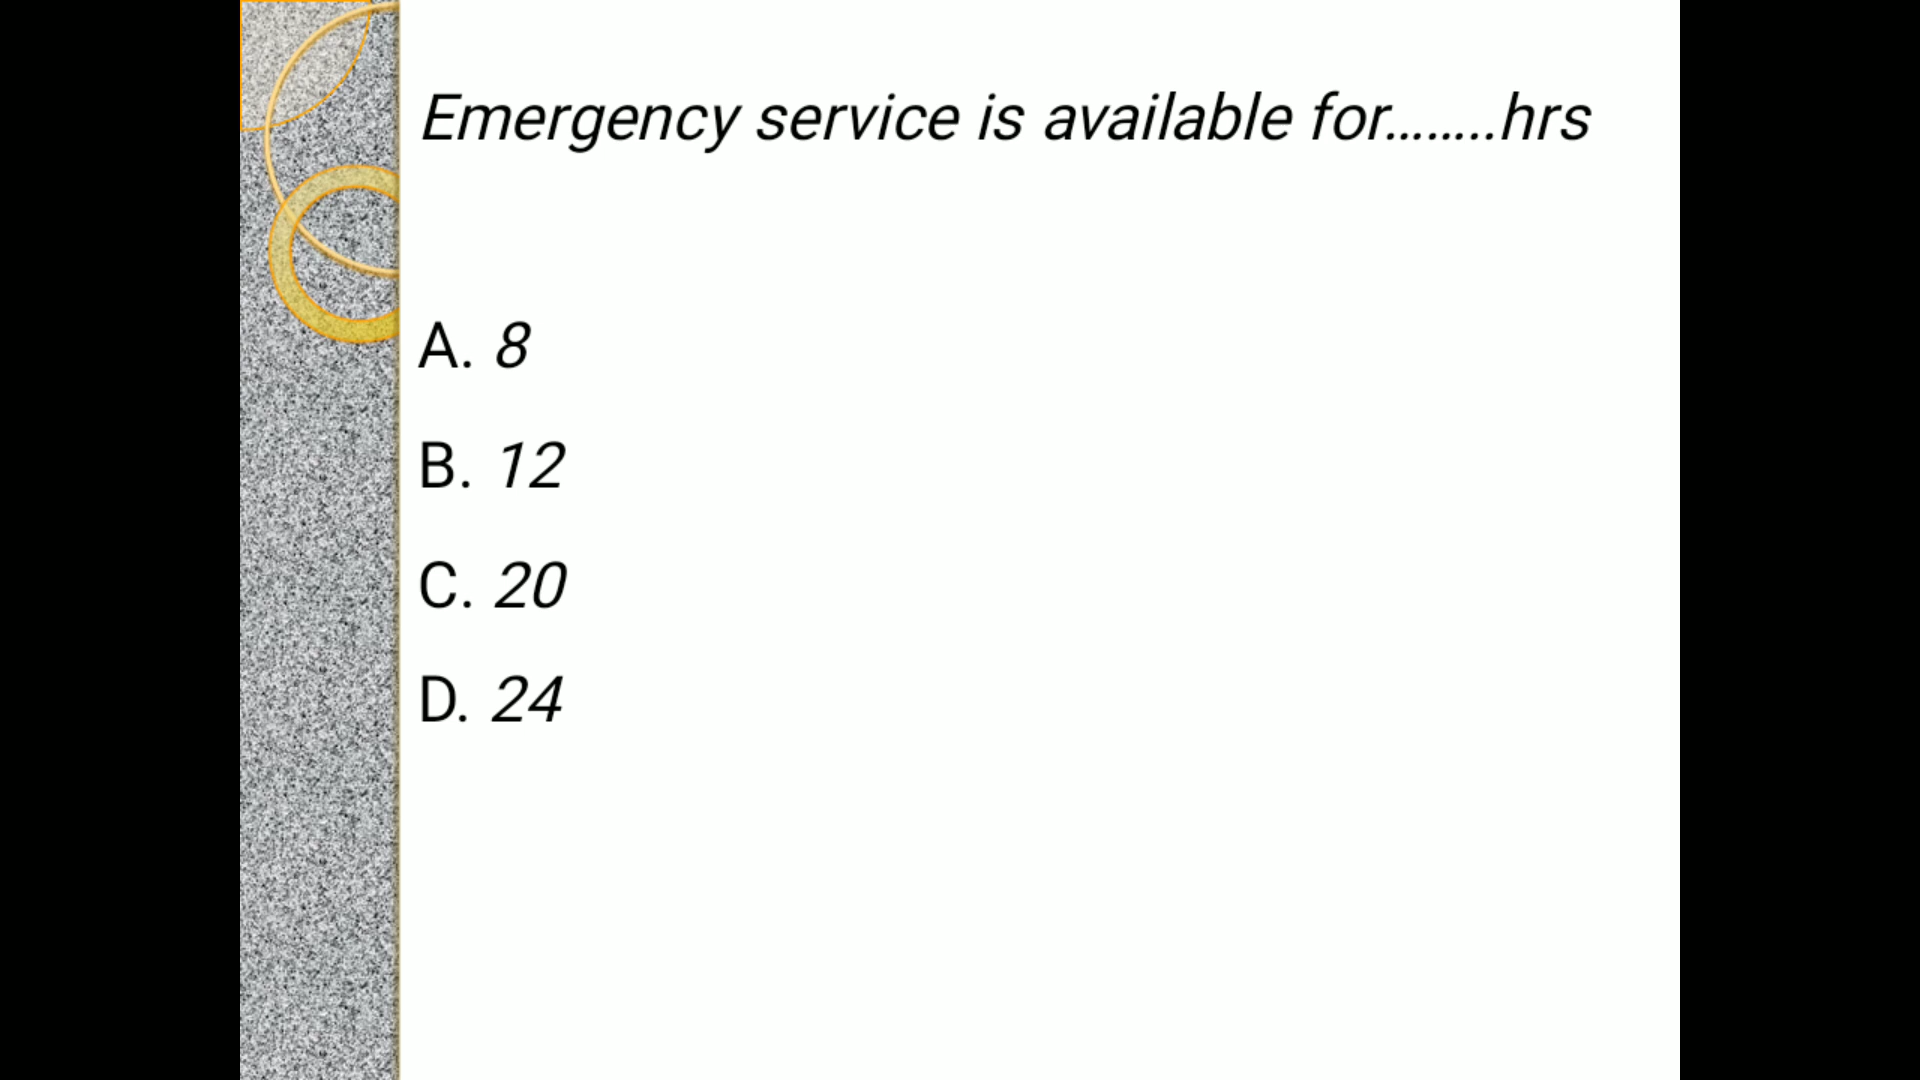 Emergency service is available for........hrs
A. 8
B. 12
C. 20
D. 24